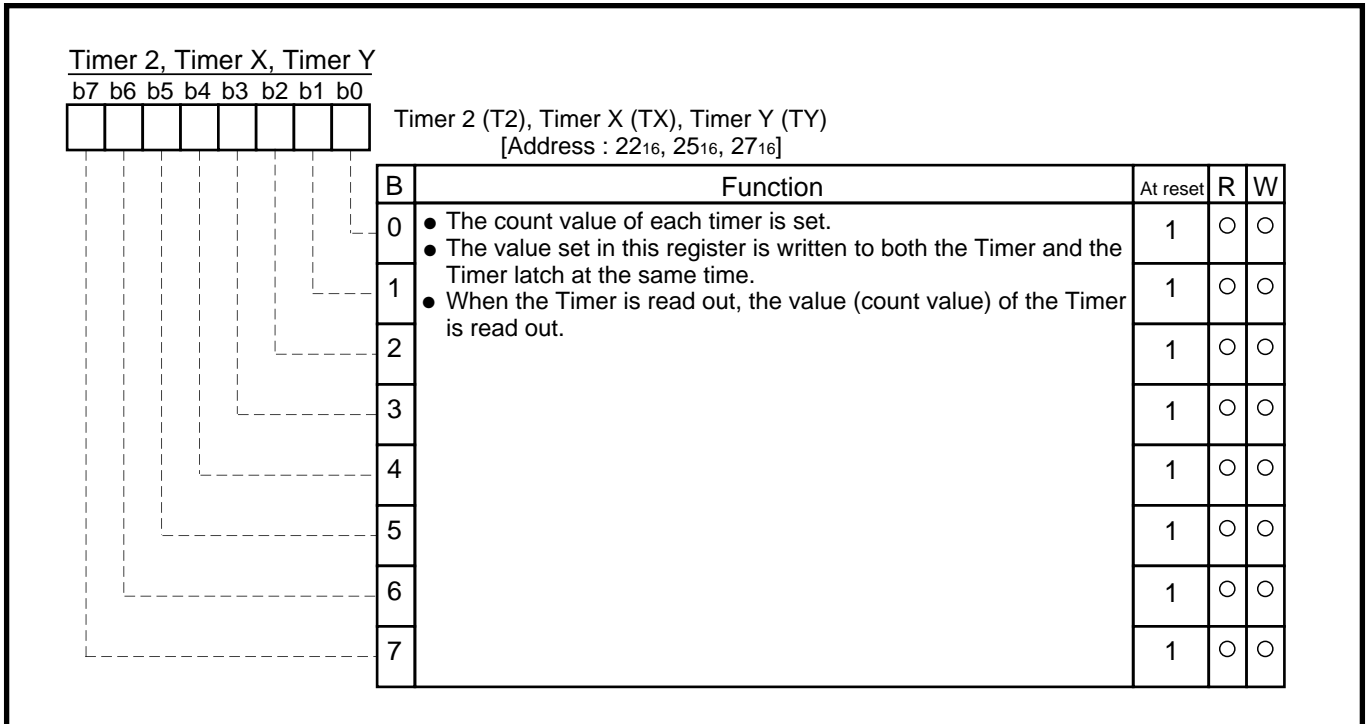 Timer 2, Timer X, Timer Y
b7 b6 b5 b4 b3 b2 b1 b0
Timer 2 (T2), Timer X (TX), Timer Y (TY)
[Address : 2216, 2516, 2716]
B Function At reset R W
0 ● The count value of each timer is set. 1 ○ ○
● The value set in this register is written to both the Timer and the
Timer latch at the same time.
1 1 ○ ○
● When the Timer is read out, the value (count value) of the Timer
is read out.
2 1 ○ ○
3 1 ○ ○
4 1 ○ ○
5 1 ○ ○
6 1 ○ ○
7 1 ○ ○